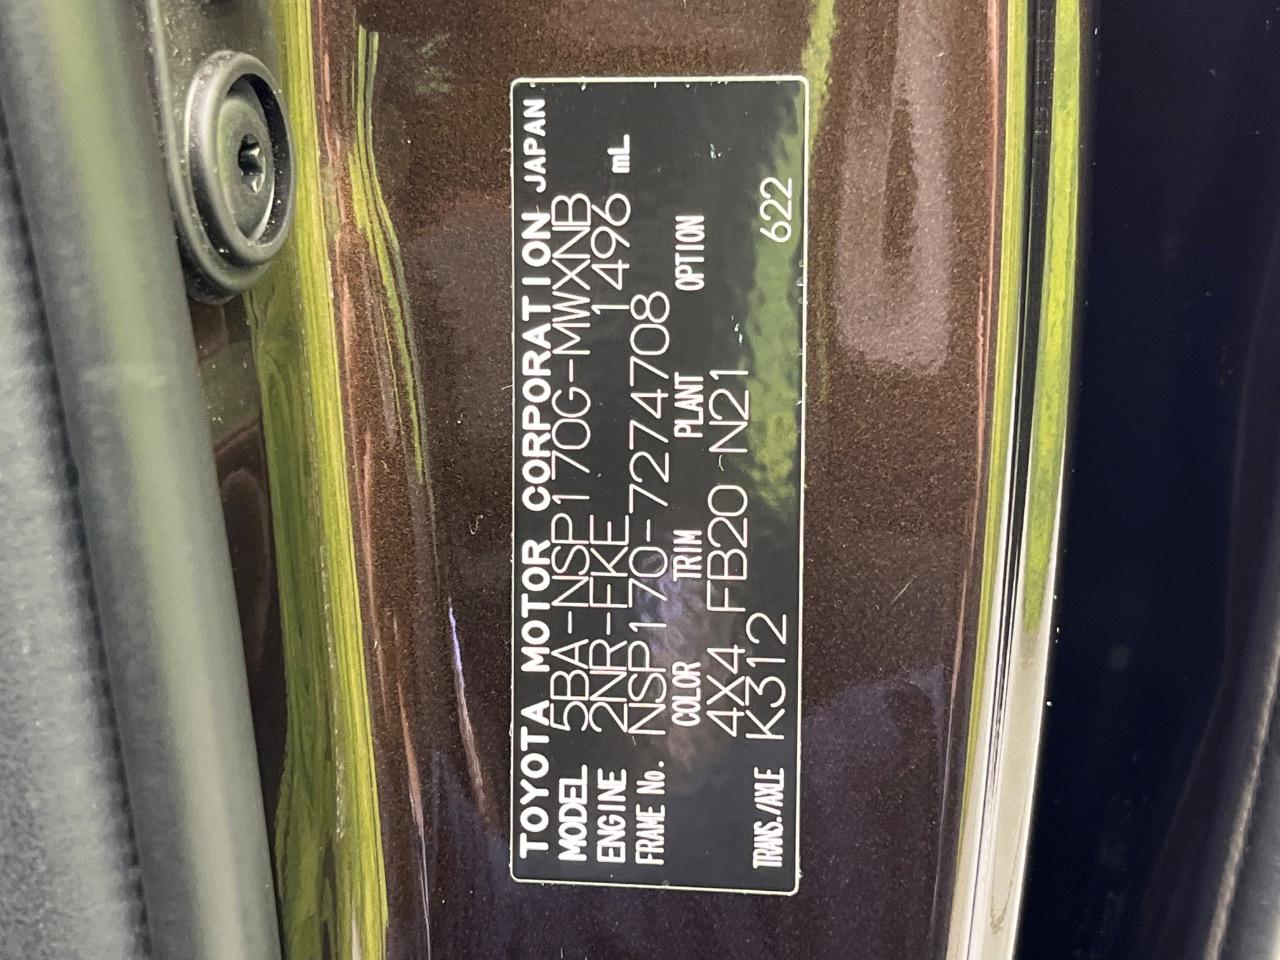 TOYOTA MOTOR CORPORATION JAPAN
MODEL 5BA-NSP170G-MWXNB
ENGINE 2NR-FKE 1496 mL
FRAME No. NSP170-7274708
COLOR TRIM PLANT OPTION
4X4 FB20 N21 622
TRANS./AXLE K312